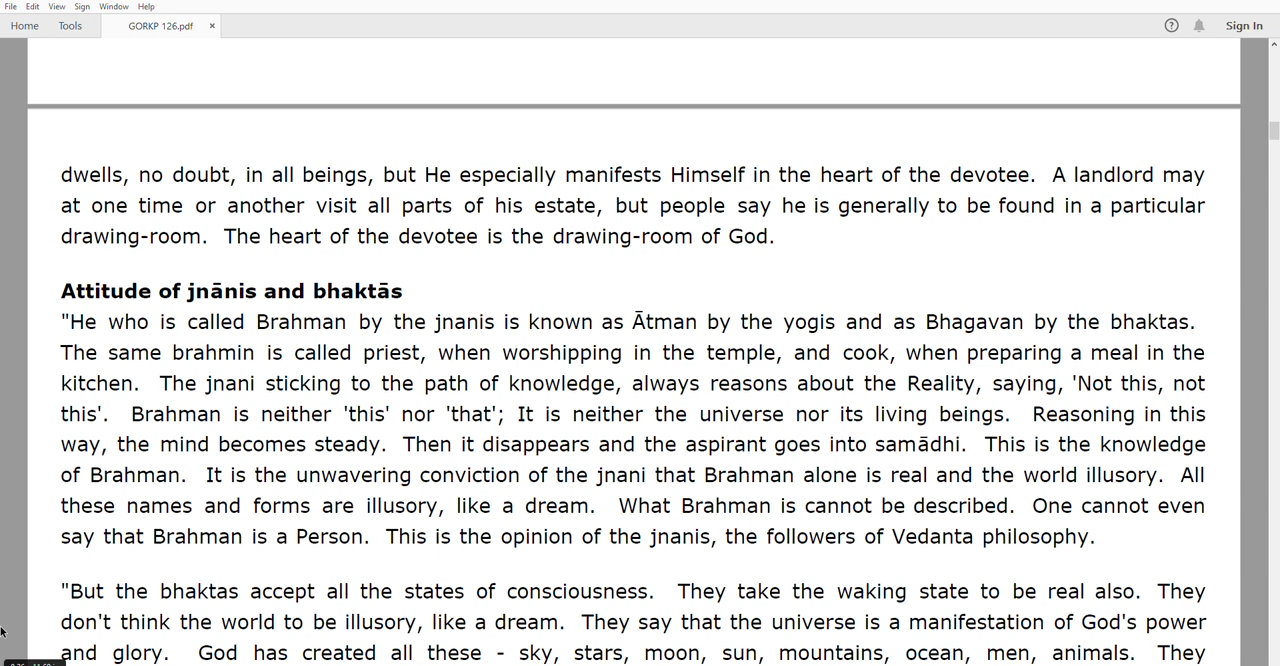 File Edit View Sign Window Help
Home Tools GORKP 126.pdf × ? Sign In
dwells, no doubt, in all beings, but He especially manifests Himself in the heart of the devotee. A landlord may
at one time or another visit all parts of his estate, but people say he is generally to be found in a particular
drawing-room. The heart of the devotee is the drawing-room of God.
Attitude of jnānis and bhaktās
"He who is called Brahman by the jnanis is known as Ātman by the yogis and as Bhagavan by the bhaktas.
The same brahmin is called priest, when worshipping in the temple, and cook, when preparing a meal in the
kitchen. The jnani sticking to the path of knowledge, always reasons about the Reality, saying, 'Not this, not
this'. Brahman is neither 'this' nor 'that'; It is neither the universe nor its living beings. Reasoning in this
way, the mind becomes steady. Then it disappears and the aspirant goes into samādhi. This is the knowledge
of Brahman. It is the unwavering conviction of the jnani that Brahman alone is real and the world illusory. All
these names and forms are illusory, like a dream. What Brahman is cannot be described. One cannot even
say that Brahman is a Person. This is the opinion of the jnanis, the followers of Vedanta philosophy.
"But the bhaktas accept all the states of consciousness. They take the waking state to be real also. They
don't think the world to be illusory, like a dream. They say that the universe is a manifestation of God's power
and glory. God has created all these - sky, stars, moon, sun, mountains, ocean, men, animals. They